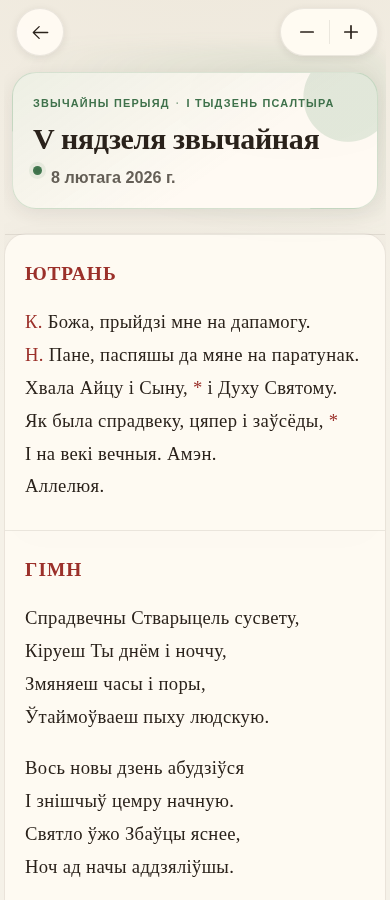 ЗВЫЧАЙНЫ ПЕРЫЯД · I ТЫДЗЕНЬ ПСАЛТЫРА
V нядзеля звычайная
8 лютага 2026 г.
ЮТРАНЬ
К. Божа, прыйдзі мне на дапамогу.
Н. Пане, паспяшы да мяне на паратунак.
Хвала Айцу і Сыну, * і Духу Святому.
Як была спрадвеку, цяпер і заўсёды, *
І на векі вечныя. Амэн.
Аллелюя.
ГІМН
Спрадвечны Стварыцель сусвету,
Кіруеш Ты днём і ноччу,
Змяняеш часы і поры,
Ўтаймоўваеш пыху людскую.
Вось новы дзень абудзіўся
І знішчыў цемру начную.
Святло ўжо Збаўцы яснее,
Ноч ад начы аддзяліўшы.